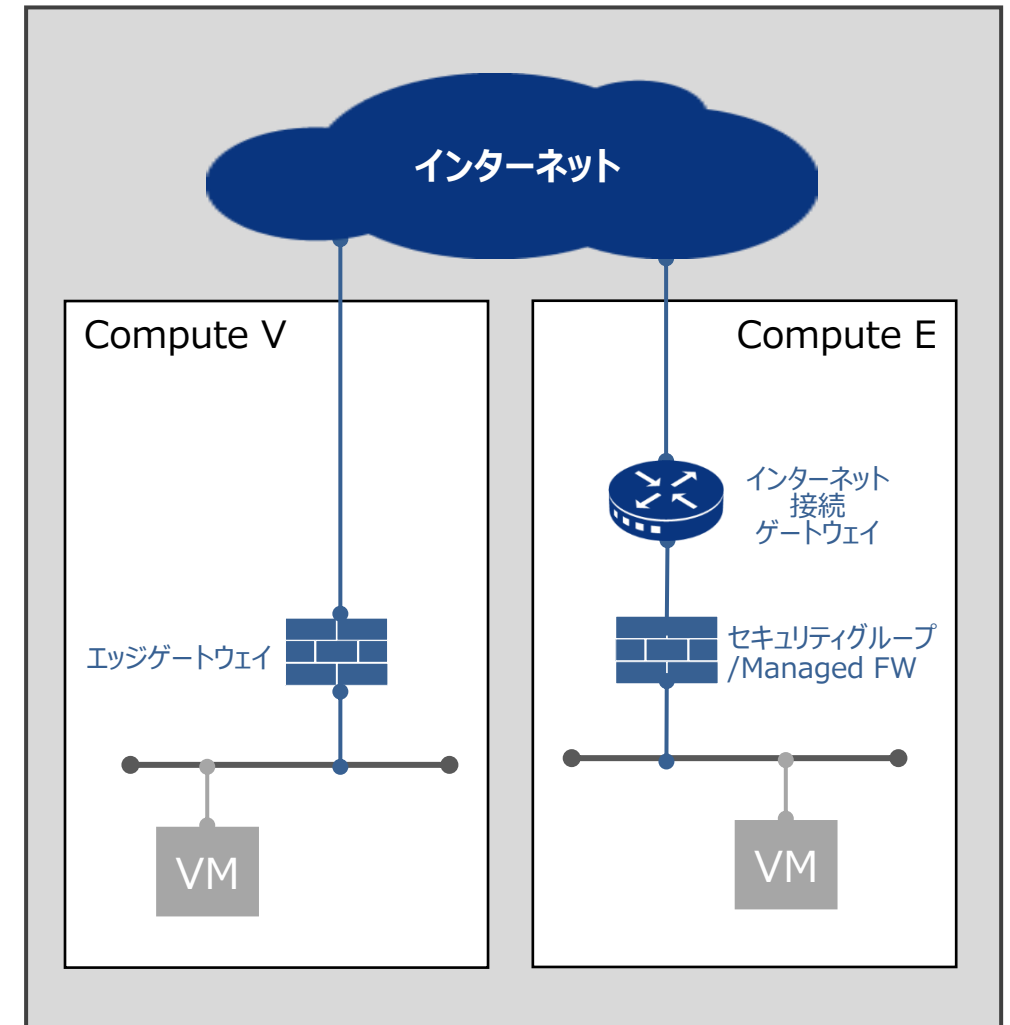 インターネット
Compute V
Compute E
インターネット
接続
ゲートウェイ
エッジゲートウェイ
セキュリティグループ
/Managed FW
VM
VM